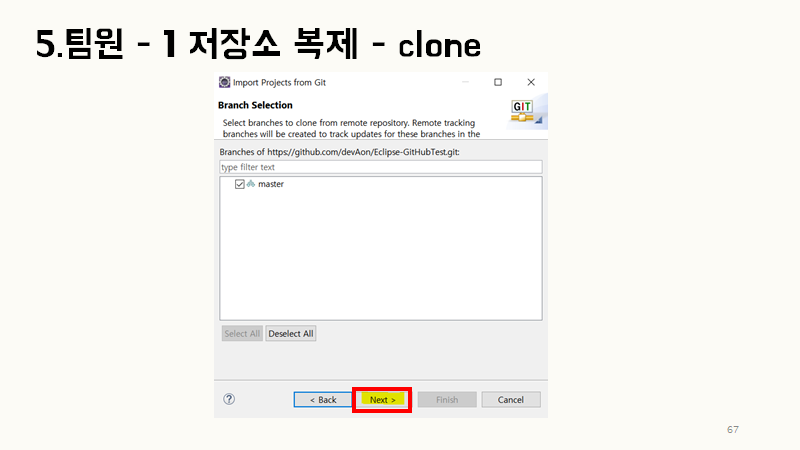 5.팀원 - 1 저장소 복제 - clone
Import Projects from Git
Branch Selection
Select branches to clone from remote repository. Remote tracking
branches will be created to track updates for these branches in the
GIT
Branches of https://github.com/devAon/Eclipse-GitHubTest.git:
type filter text
master
Select All Deselect All
? < Back Next > Finish Cancel
67